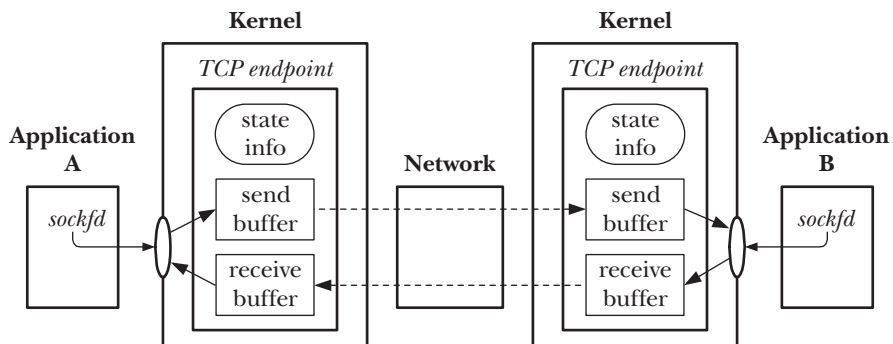 Kernel
Kernel
TCP endpoint
TCP endpoint
state
info
state
info
Application
A
Network
Application
B
send
buffer
send
buffer
sockfd
sockfd
receive
buffer
receive
buffer